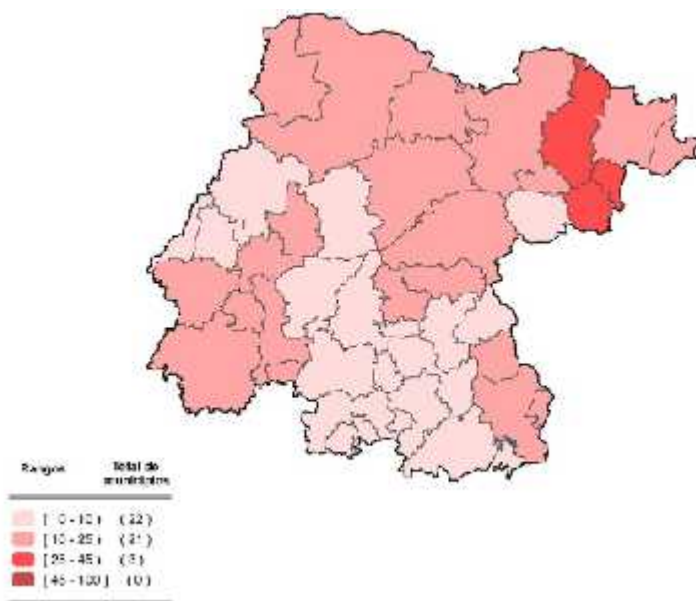 Rangos Total de
municipios
[ 0 - 10 ) ( 22 )
[ 10 - 25 ) ( 21 )
[ 25 - 45 ) ( 3 )
[ 45 - 100 ] ( 0 )